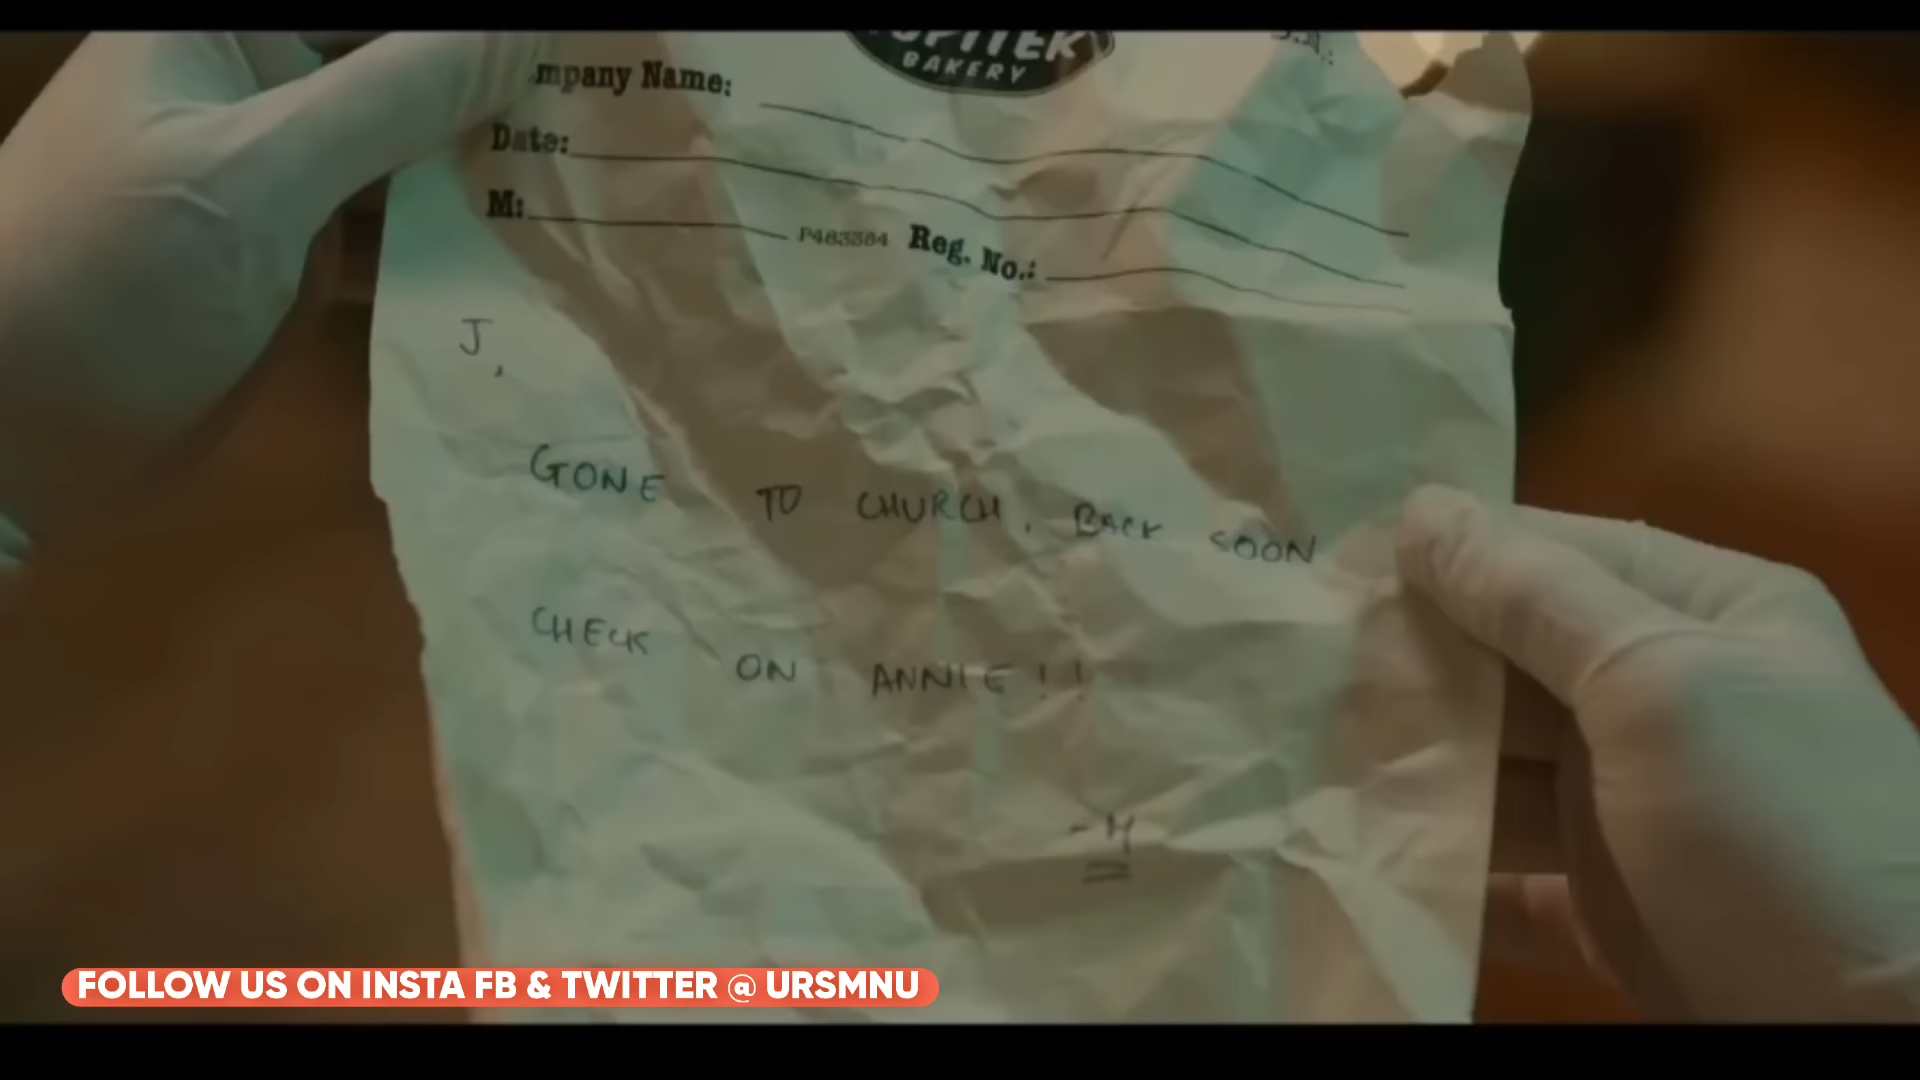 BAKERY
mpany Name:
Date:
M: P483384 Reg. No.:
J,
GONE TO CHURCH. BACK SOON
CHECK ON ANNIE!!
- M
FOLLOW US ON INSTA FB & TWITTER @ URSMNU